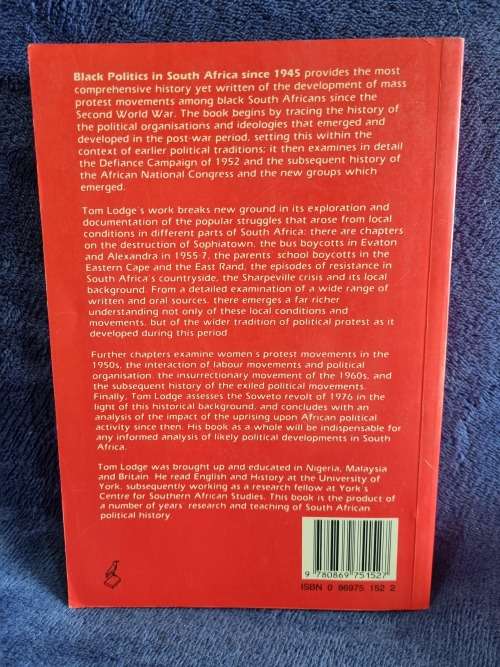 Black Politics in South Africa since 1945 provides the most
comprehensive history yet written of the development of mass
protest movements among black South Africans since the
Second World War. The book begins by tracing the history of
the political organisations and ideologies that emerged and
developed in the post-war period, setting this within the
context of earlier political traditions; it then examines in detail
the Defiance Campaign of 1952 and the subsequent history of
the African National Congress and the new groups which
emerged.
Tom Lodge's work breaks new ground in its exploration and
documentation of the popular struggles that arose from local
conditions in different parts of South Africa: there are chapters
on the destruction of Sophiatown, the bus boycotts in Evaton
and Alexandra in 1955-7, the parents' school boycotts in the
Eastern Cape and the East Rand, the episodes of resistance in
South Africa's countryside, the Sharpeville crisis and its local
background. From a detailed examination of a wide range of
written and oral sources, there emerges a far richer
understanding not only of these local conditions and
movements, but of the wider tradition of political protest as it
developed during this period.
Further chapters examine women's protest movements in the
1950s, the interaction of labour movements and political
organisation, the insurrectionary movement of the 1960s, and
the subsequent history of the exiled political movements.
Finally, Tom Lodge assesses the Soweto revolt of 1976 in the
light of this historical background, and concludes with an
analysis of the impact of the uprising upon African political
activity since then. His book as a whole will be indispensable for
any informed analysis of likely political developments in South
Africa.
Tom Lodge was brought up and educated in Nigeria, Malaysia
and Britain. He read English and History at the University of
York, subsequently working as a research fellow at York's
Centre for Southern African Studies. This book is the product of
a number of years' research and teaching of South African
political history.
9 780869 751527
ISBN 0 86975 152 2